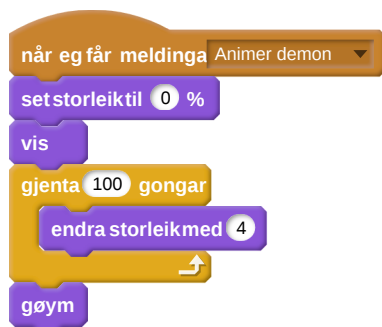 når eg får meldinga Animer demon
set storleik til 0 %
vis
gjenta 100 gongar
endra storleik med 4
gøym